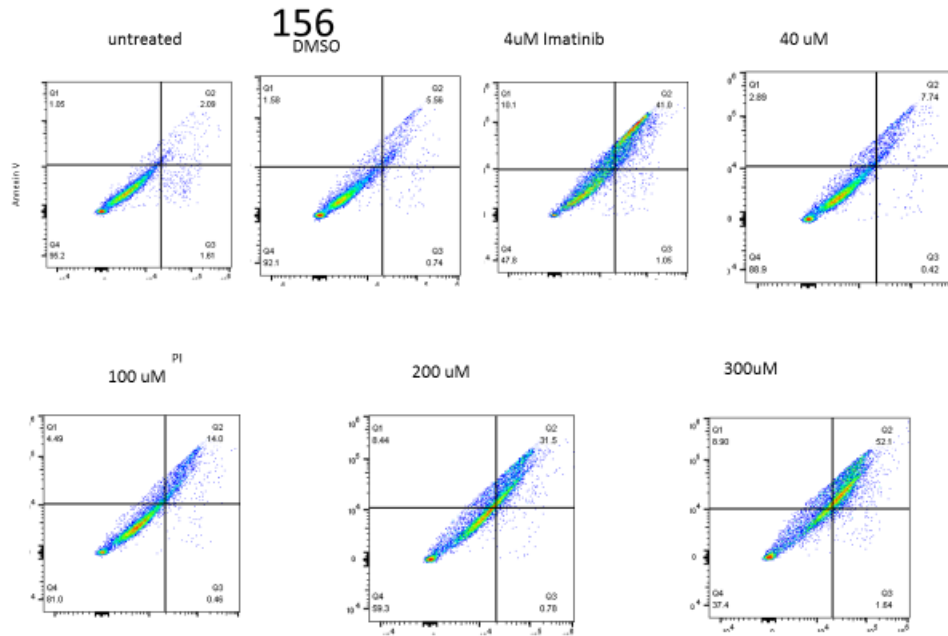 156
untreated
DMSO
4uM Imatinib
40 uM
Q1
1.05
Q2
2.09
Q4
95.2
Q3
1.61
Annexin V
Q1
1.58
Q2
5.56
Q4
92.1
Q3
0.74
Q1
10.1
Q2
41.0
Q4
47.8
Q3
1.05
Q1
2.89
Q2
7.74
Q4
88.9
Q3
0.42
PI
100 uM
200 uM
300uM
Q1
4.49
Q2
14.0
Q4
81.0
Q3
0.46
Q1
8.44
Q2
31.5
Q4
59.3
Q3
0.78
Q1
8.90
Q2
52.1
Q4
37.4
Q3
1.64